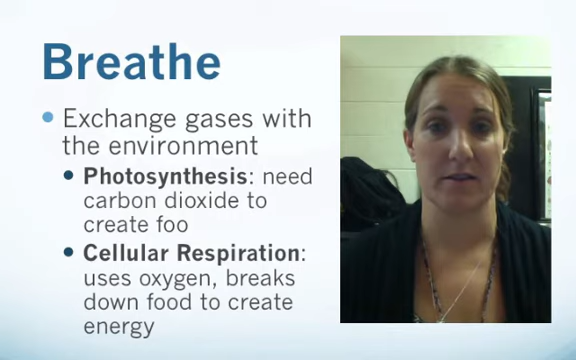 Breathe
Exchange gases with
the environment
Photosynthesis: need
carbon dioxide to
create foo
Cellular Respiration:
uses oxygen, breaks
down food to create
energy